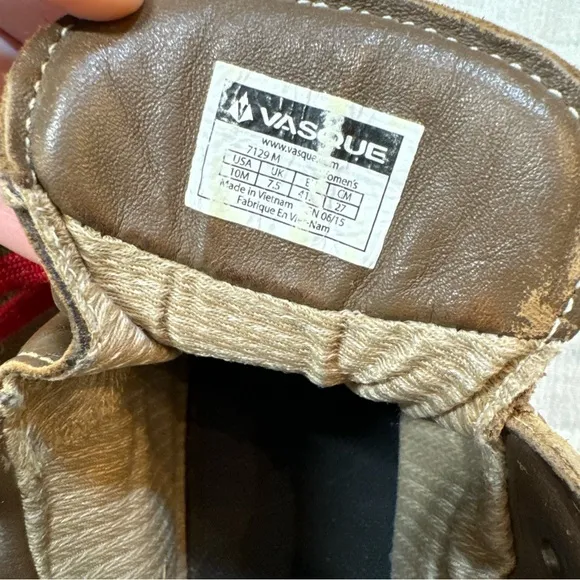 VASQUE
www.vasque.com
7129 M women's
USA UK CM
10M 7.5 27
Made in Vietnam 06/15
Fabrique En Viet-Nam